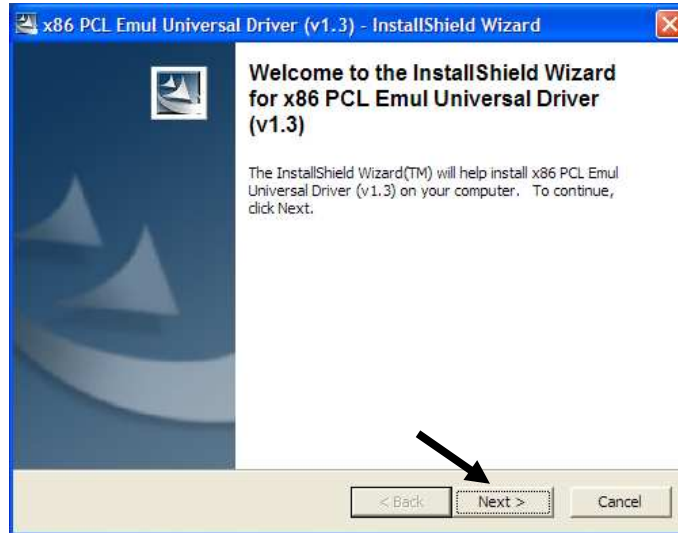 x86 PCL Emul Universal Driver (v1.3) - InstallShield Wizard
Welcome to the InstallShield Wizard
for x86 PCL Emul Universal Driver
(v1.3)
The InstallShield Wizard(TM) will help install x86 PCL Emul
Universal Driver (v1.3) on your computer. To continue,
click Next.
< Back
Next >
Cancel